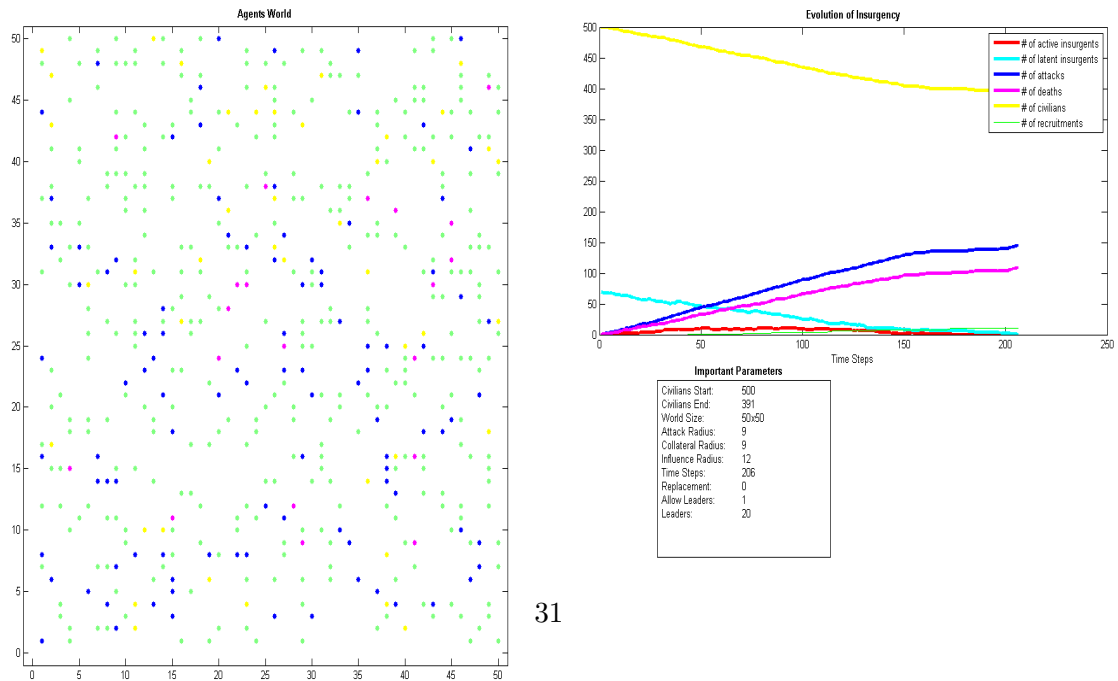 Agents World
50
45
40
35
30
25
20
15
10
5
0
0 5 10 15 20 25 30 35 40 45 50
Evolution of Insurgency
500
450
400
350
300
250
200
150
100
50
0
0 50 100 150 200 250
Time Steps
# of active insurgents
# of latent insurgents
# of attacks
# of deaths
# of civilians
# of recruitments
Important Parameters
Civilians Start: 500
Civilians End: 391
World Size: 50x50
Attack Radius: 9
Collateral Radius: 9
Influence Radius: 12
Time Steps: 206
Replacement: 0
Allow Leaders: 1
Leaders: 20
31